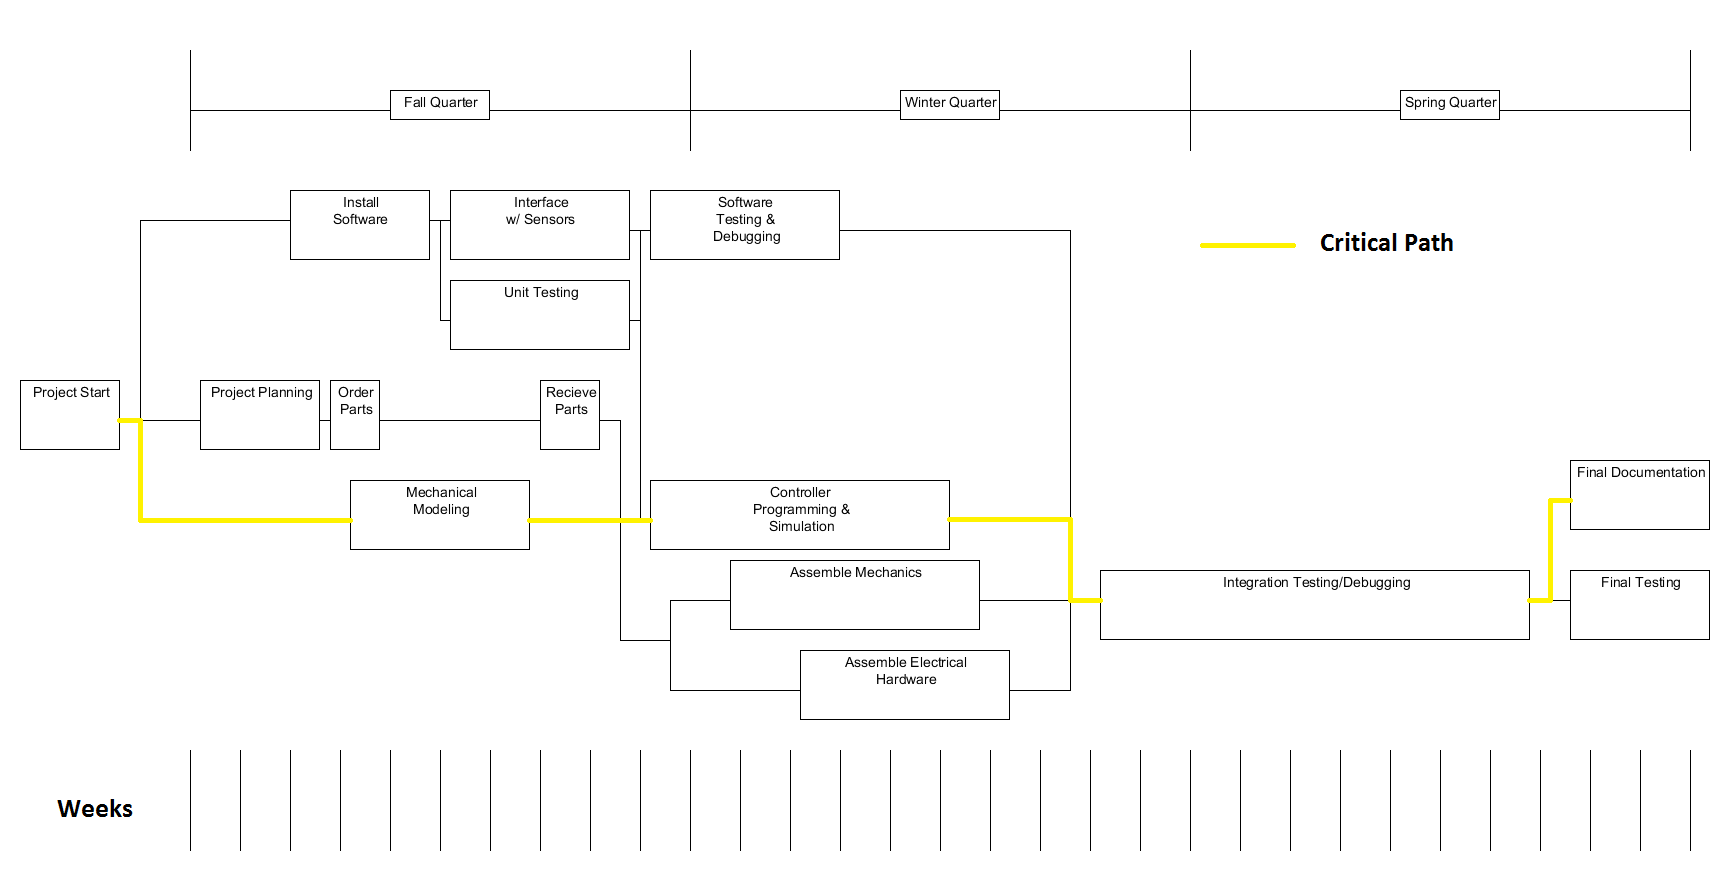 Fall Quarter
Winter Quarter
Spring Quarter
Install
Software
Interface
w/ Sensors
Software
Testing &
Debugging
Critical Path
Unit Testing
Project Start
Project Planning
Order
Parts
Recieve
Parts
Mechanical
Modeling
Controller
Programming &
Simulation
Final Documentation
Assemble Mechanics
Integration Testing/Debugging
Final Testing
Assemble Electrical
Hardware
Weeks